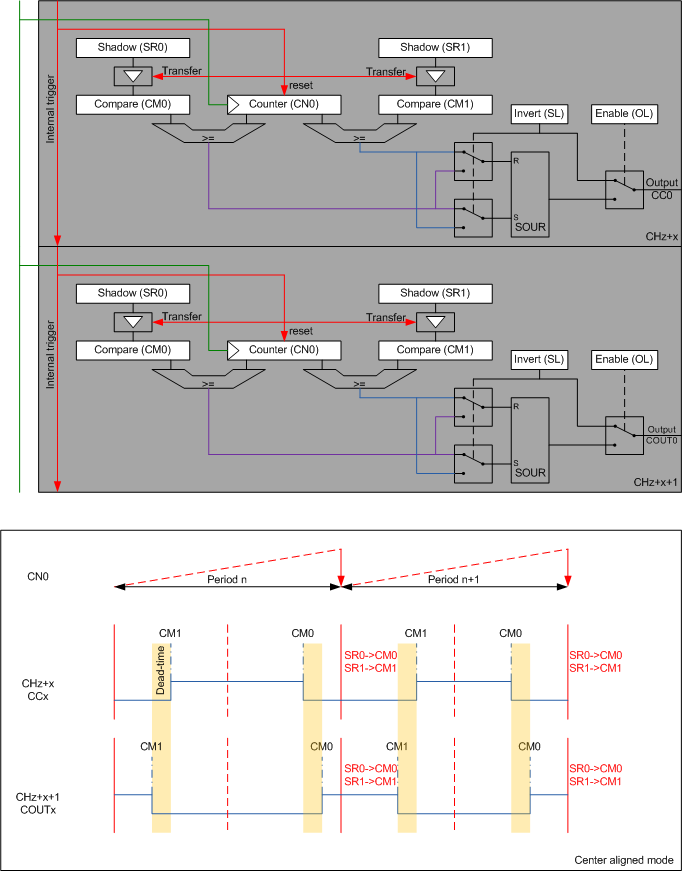 Shadow (SR0)
Shadow (SR1)
Transfer
Transfer
reset
Compare (CM0)
Counter (CN0)
Compare (CM1)
Internal trigger
>=
>=
Invert (SL)
Enable (OL)
R
S
SOUR
Output
CC0
CHz+x
Shadow (SR0)
Shadow (SR1)
Transfer
Transfer
reset
Compare (CM0)
Counter (CN0)
Compare (CM1)
Internal trigger
>=
>=
Invert (SL)
Enable (OL)
R
S
SOUR
Output
COUT0
CHz+x+1
CN0
Period n
Period n+1
CM1
CM0
CM1
CM0
Dead-time
SR0->CM0
SR1->CM1
SR0->CM0
SR1->CM1
CHz+x
CCx
CM1
CM0
CM1
CM0
SR0->CM0
SR1->CM1
SR0->CM0
SR1->CM1
CHz+x+1
COUTx
Center aligned mode